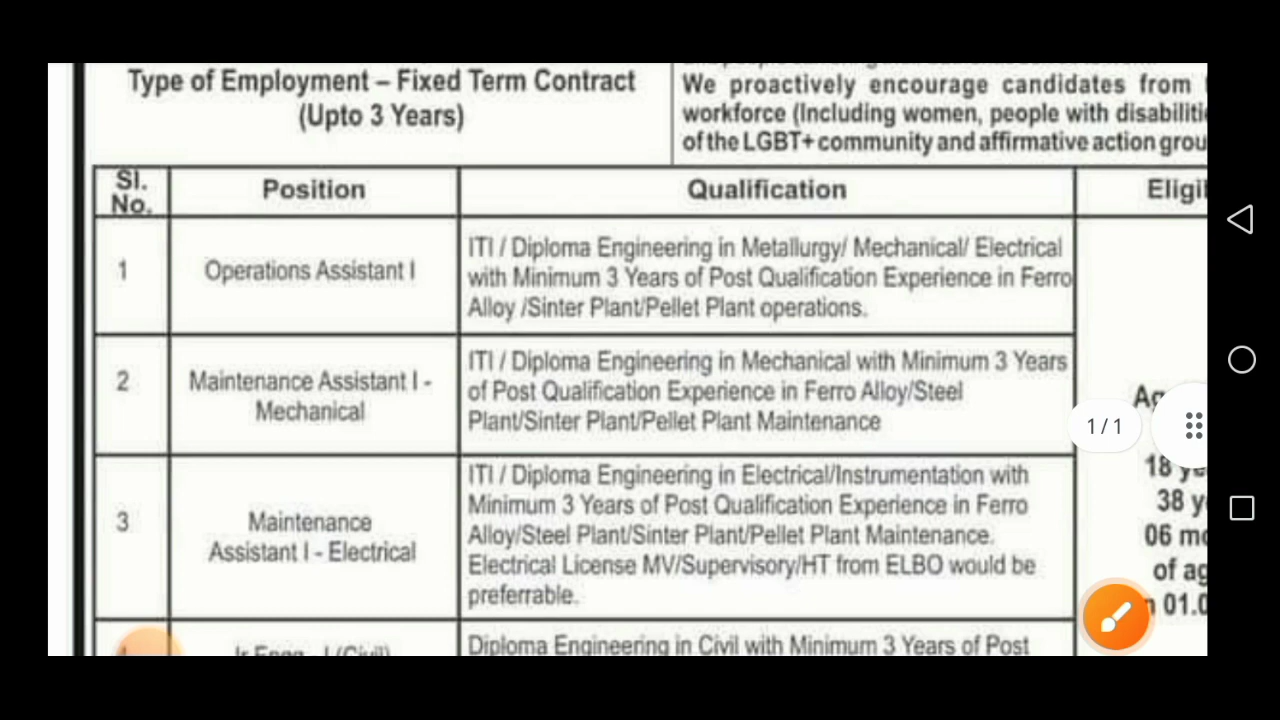 Type of Employment – Fixed Term Contract
(Upto 3 Years)
We proactively encourage candidates from
workforce (Including women, people with
of the LGBT+ community and affirmative action
Sl.
No.
Position
Qualification
1
Operations Assistant I
ITI / Diploma Engineering in Metallurgy/ Mechanical/ Electrical
with Minimum 3 Years of Post Qualification Experience in Ferro
Alloy /Sinter Plant/Pellet Plant operations.
2
Maintenance Assistant I -
Mechanical
ITI / Diploma Engineering in Mechanical with Minimum 3 Years
of Post Qualification Experience in Ferro Alloy/Steel
Plant/Sinter Plant/Pellet Plant Maintenance
3
Maintenance
Assistant I - Electrical
ITI / Diploma Engineering in Electrical/Instrumentation with
Minimum 3 Years of Post Qualification Experience in Ferro
Alloy/Steel Plant/Sinter Plant/Pellet Plant Maintenance.
Electrical License MV/Supervisory/HT from ELBO would be
preferrable.
Diploma Engineering in Civil with Minimum 3 Years of Post
18
38
06
of
1 / 1